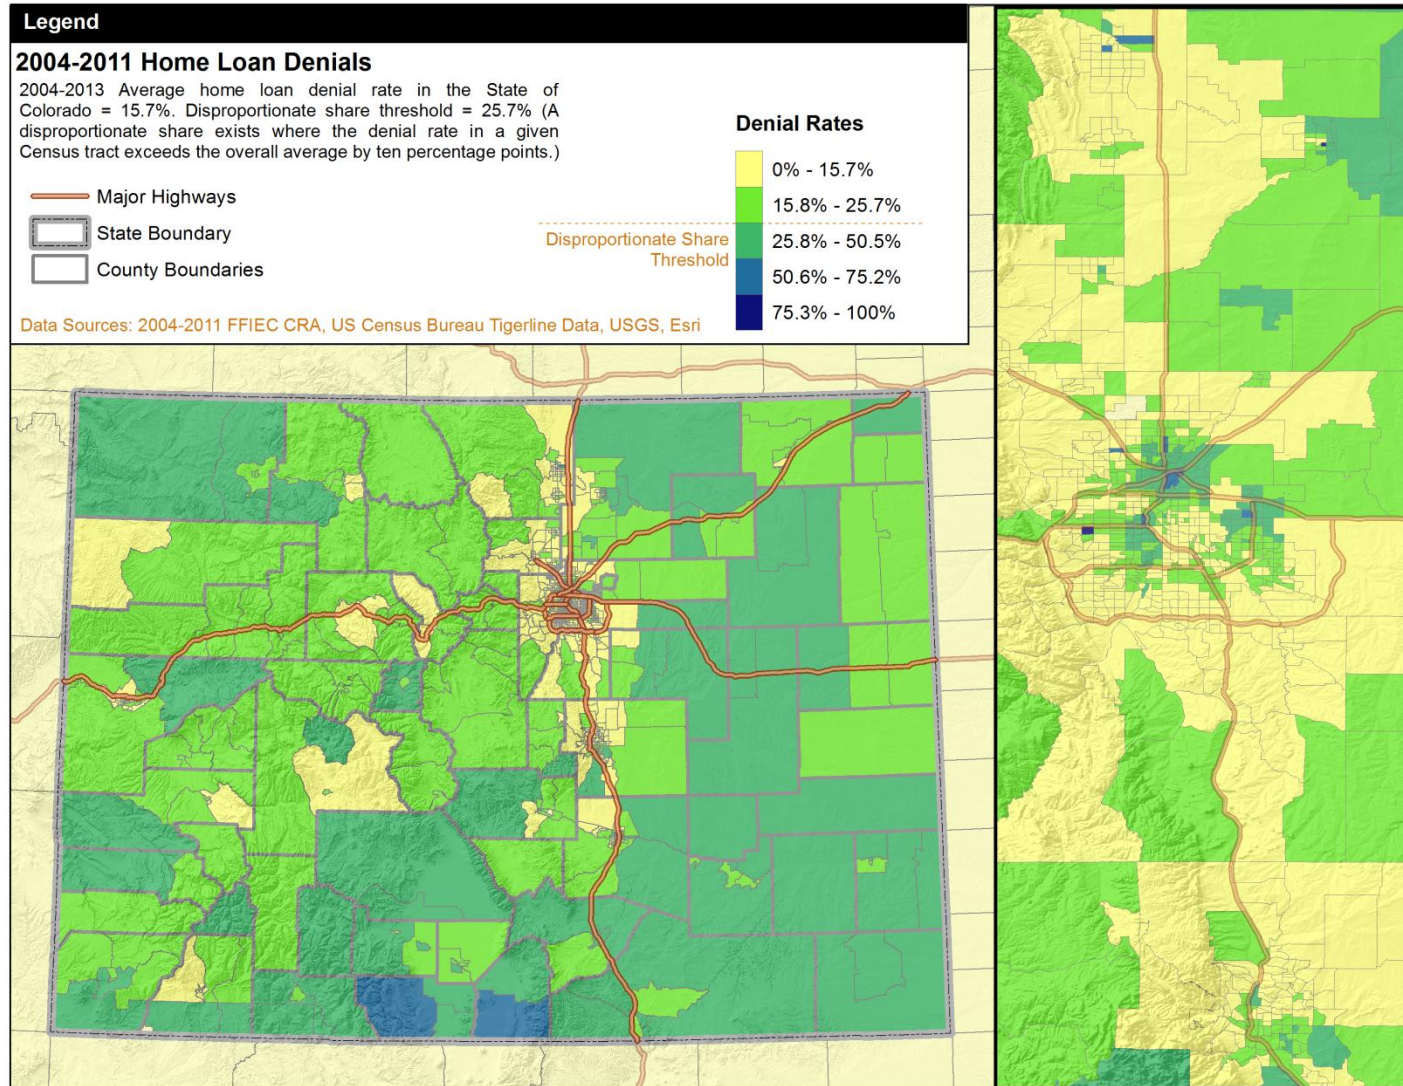 Legend
2004-2011 Home Loan Denials
2004-2013 Average home loan denial rate in the State of
Colorado = 15.7%. Disproportionate share threshold = 25.7% (A
disproportionate share exists where the denial rate in a given
Census tract exceeds the overall average by ten percentage points.)
Major Highways
State Boundary
County Boundaries
Data Sources: 2004-2011 FFIEC CRA, US Census Bureau Tigerline Data, USGS, Esri
Denial Rates
0% - 15.7%
15.8% - 25.7%
Disproportionate Share
Threshold
25.8% - 50.5%
50.6% - 75.2%
75.3% - 100%